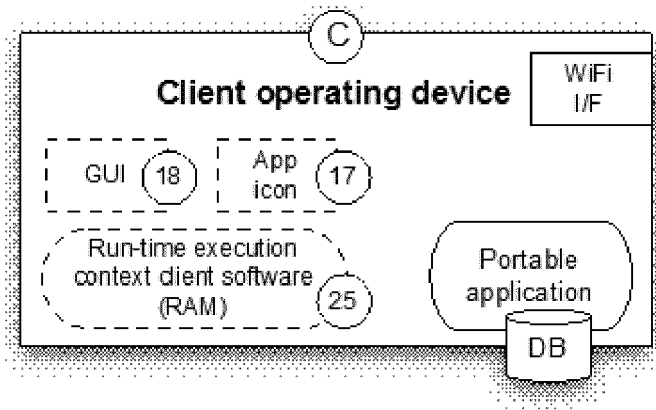 C
Client operating device
WiFi
I/F
GUI
18
App
icon
17
Run-time execution
context client software
(RAM)
25
Portable
application
DB